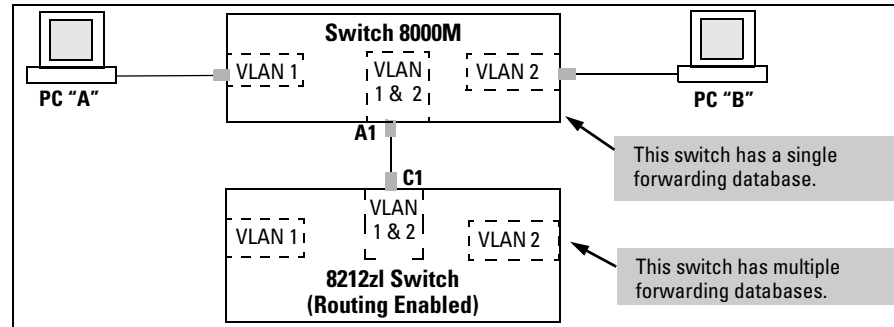 Switch 8000M
PC "A"
VLAN 1
VLAN
1 & 2
VLAN 2
PC "B"
A1
This switch has a single
forwarding database.
C1
VLAN 1
VLAN
1 & 2
VLAN 2
8212zl Switch
(Routing Enabled)
This switch has multiple
forwarding databases.